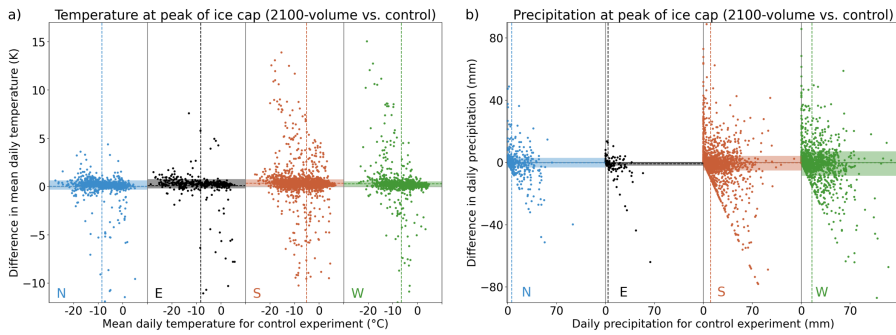 a) Temperature at peak of ice cap (2100-volume vs. control)
Difference in mean daily temperature (K)
15
10
5
0
−5
−10
N
E
S
W
-20 -10 0 -20 -10 0 -20 -10 0 -20 -10 0
Mean daily temperature for control experiment (°C)
b) Precipitation at peak of ice cap (2100-volume vs. control)
Difference in daily precipitation (mm)
80
40
0
−40
−80
N
E
S
W
0 70 0 70 0 70 0 70
Daily precipitation for control experiment (mm)